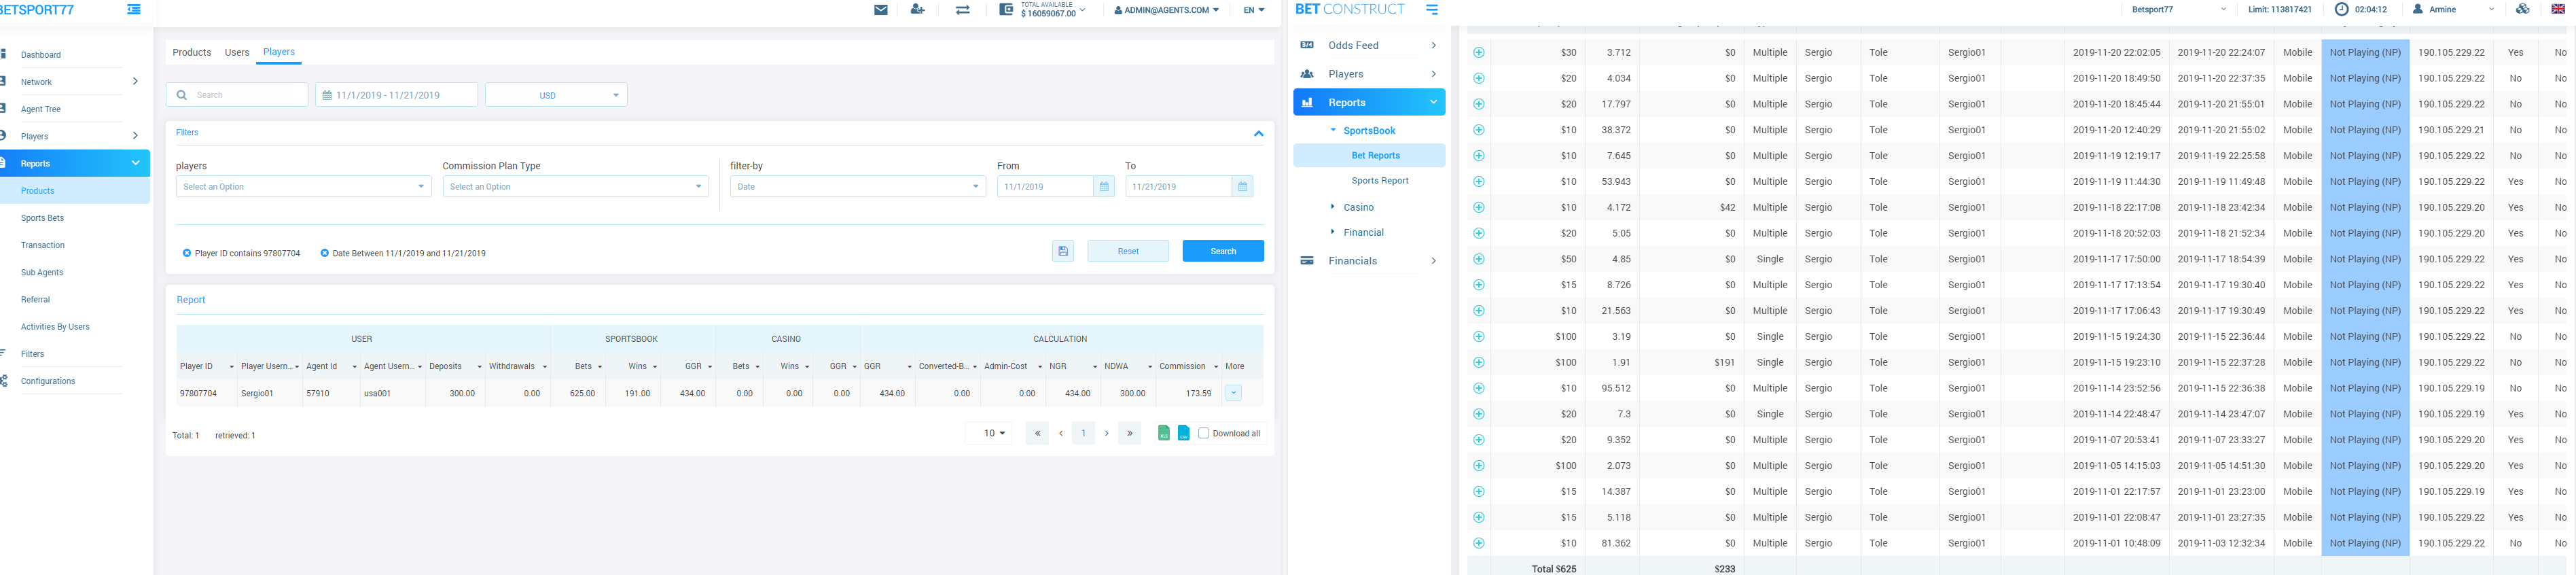 BETSPORT77
TOTAL AVAILABLE
$ 16059067.00
ADMIN@AGENTS.COM
EN
Dashboard
Network
Agent Tree
Players
Reports
Products
Sports Bets
Transaction
Sub Agents
Referral
Activities By Users
Filters
Configurations
Products Users Players
Search
11/1/2019 - 11/21/2019
USD
Filters
players Commission Plan Type filter-by From To
Select an Option Select an Option Date 11/1/2019 11/21/2019
Player ID contains 97807704 Date Between 11/1/2019 and 11/21/2019 Reset Search
Report
USER SPORTSBOOK CASINO CALCULATION
Player ID Player Usern... Agent Id Agent Usern... Deposits Withdrawals Bets Wins GGR Bets Wins GGR GGR Converted-B... Admin-Cost NGR NDWA Commission More
97807704 Sergio01 57910 usa001 300.00 0.00 625.00 191.00 434.00 0.00 0.00 0.00 434.00 0.00 0.00 434.00 300.00 173.59
Total: 1 retrieved: 1 10 « ‹ 1 › » Download all
BETCONSTRUCT
Betsport77 Limit: 113817421 02:04:12 Armine
Odds Feed
Players
Reports
SportsBook
Bet Reports
Sports Report
Casino
Financial
Financials
$30 3.712 $0 Multiple Sergio Tole Sergio01 2019-11-20 22:02:05 2019-11-20 22:24:07 Mobile Not Playing (NP) 190.105.229.22 Yes No
$20 4.034 $0 Multiple Sergio Tole Sergio01 2019-11-20 18:49:50 2019-11-20 22:37:35 Mobile Not Playing (NP) 190.105.229.22 No No
$20 17.797 $0 Multiple Sergio Tole Sergio01 2019-11-20 18:45:44 2019-11-20 21:55:01 Mobile Not Playing (NP) 190.105.229.22 No No
$10 38.372 $0 Multiple Sergio Tole Sergio01 2019-11-20 12:40:29 2019-11-20 21:55:02 Mobile Not Playing (NP) 190.105.229.21 No No
$10 7.645 $0 Multiple Sergio Tole Sergio01 2019-11-19 12:19:17 2019-11-19 22:25:58 Mobile Not Playing (NP) 190.105.229.22 No No
$10 53.943 $0 Multiple Sergio Tole Sergio01 2019-11-19 11:44:30 2019-11-19 11:49:48 Mobile Not Playing (NP) 190.105.229.22 Yes No
$10 4.172 $42 Multiple Sergio Tole Sergio01 2019-11-18 22:17:08 2019-11-18 23:42:34 Mobile Not Playing (NP) 190.105.229.20 Yes No
$20 5.05 $0 Multiple Sergio Tole Sergio01 2019-11-18 20:52:03 2019-11-18 21:52:34 Mobile Not Playing (NP) 190.105.229.20 Yes No
$50 4.85 $0 Single Sergio Tole Sergio01 2019-11-17 17:50:00 2019-11-17 18:54:39 Mobile Not Playing (NP) 190.105.229.22 Yes No
$15 8.726 $0 Multiple Sergio Tole Sergio01 2019-11-17 17:13:54 2019-11-17 19:30:40 Mobile Not Playing (NP) 190.105.229.22 Yes No
$10 21.563 $0 Multiple Sergio Tole Sergio01 2019-11-17 17:06:43 2019-11-17 19:30:49 Mobile Not Playing (NP) 190.105.229.22 Yes No
$100 3.19 $0 Single Sergio Tole Sergio01 2019-11-15 19:24:30 2019-11-15 22:36:44 Mobile Not Playing (NP) 190.105.229.22 No No
$100 1.91 $191 Single Sergio Tole Sergio01 2019-11-15 19:23:10 2019-11-15 22:37:28 Mobile Not Playing (NP) 190.105.229.22 No No
$10 95.512 $0 Multiple Sergio Tole Sergio01 2019-11-14 23:52:56 2019-11-15 22:36:38 Mobile Not Playing (NP) 190.105.229.19 No No
$20 7.3 $0 Single Sergio Tole Sergio01 2019-11-14 22:48:47 2019-11-14 23:47:07 Mobile Not Playing (NP) 190.105.229.19 Yes No
$20 9.352 $0 Multiple Sergio Tole Sergio01 2019-11-07 20:53:41 2019-11-07 23:33:27 Mobile Not Playing (NP) 190.105.229.20 Yes No
$100 2.073 $0 Multiple Sergio Tole Sergio01 2019-11-05 14:15:03 2019-11-05 14:51:30 Mobile Not Playing (NP) 190.105.229.20 Yes No
$15 14.387 $0 Multiple Sergio Tole Sergio01 2019-11-01 22:17:57 2019-11-01 23:23:00 Mobile Not Playing (NP) 190.105.229.19 Yes No
$15 5.118 $0 Multiple Sergio Tole Sergio01 2019-11-01 22:08:47 2019-11-01 23:27:35 Mobile Not Playing (NP) 190.105.229.22 Yes No
$10 81.362 $0 Multiple Sergio Tole Sergio01 2019-11-01 10:48:09 2019-11-03 12:32:34 Mobile Not Playing (NP) 190.105.229.22 No No
Total $625 $233